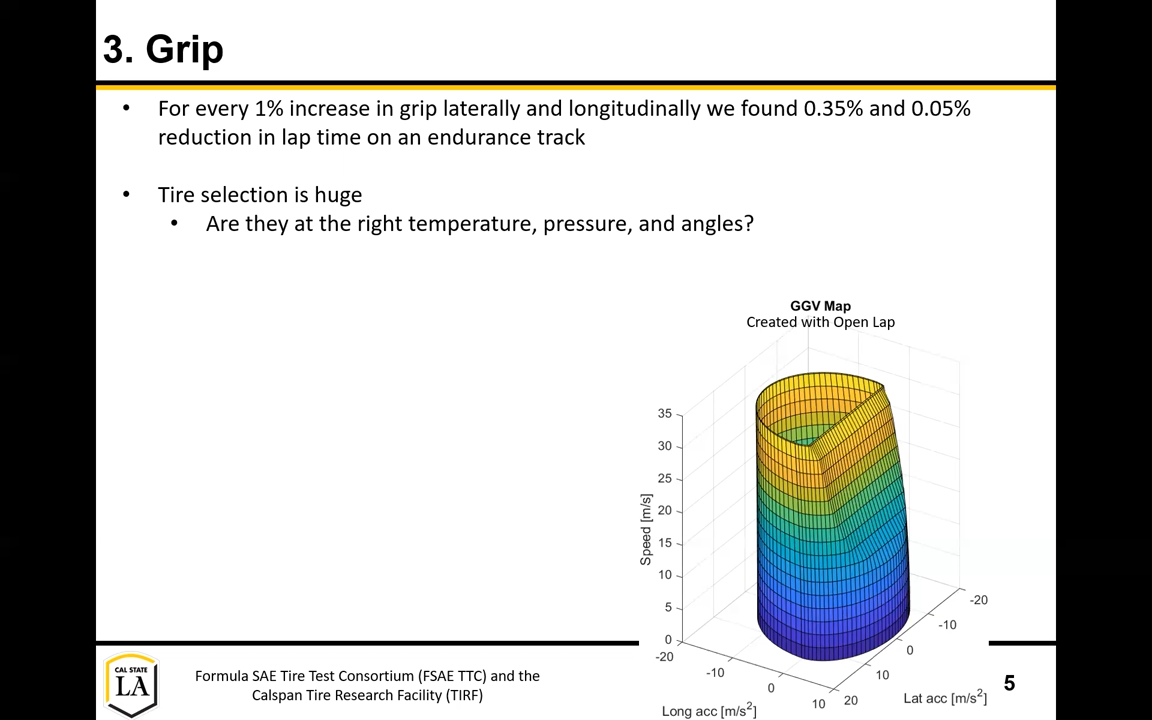 3. Grip
• For every 1% increase in grip laterally and longitudinally we found 0.35% and 0.05%
reduction in lap time on an endurance track
• Tire selection is huge
• Are they at the right temperature, pressure, and angles?
GGV Map
Created with Open Lap
35
30
25
20
15
10
5
0
Speed [m/s]
-20
-10
0
10
Long acc [m/s²]
20
10
0
-10
-20
Lat acc [m/s²]
CAL STATE
LA
Formula SAE Tire Test Consortium (FSAE TTC) and the
Calspan Tire Research Facility (TIRF)
5